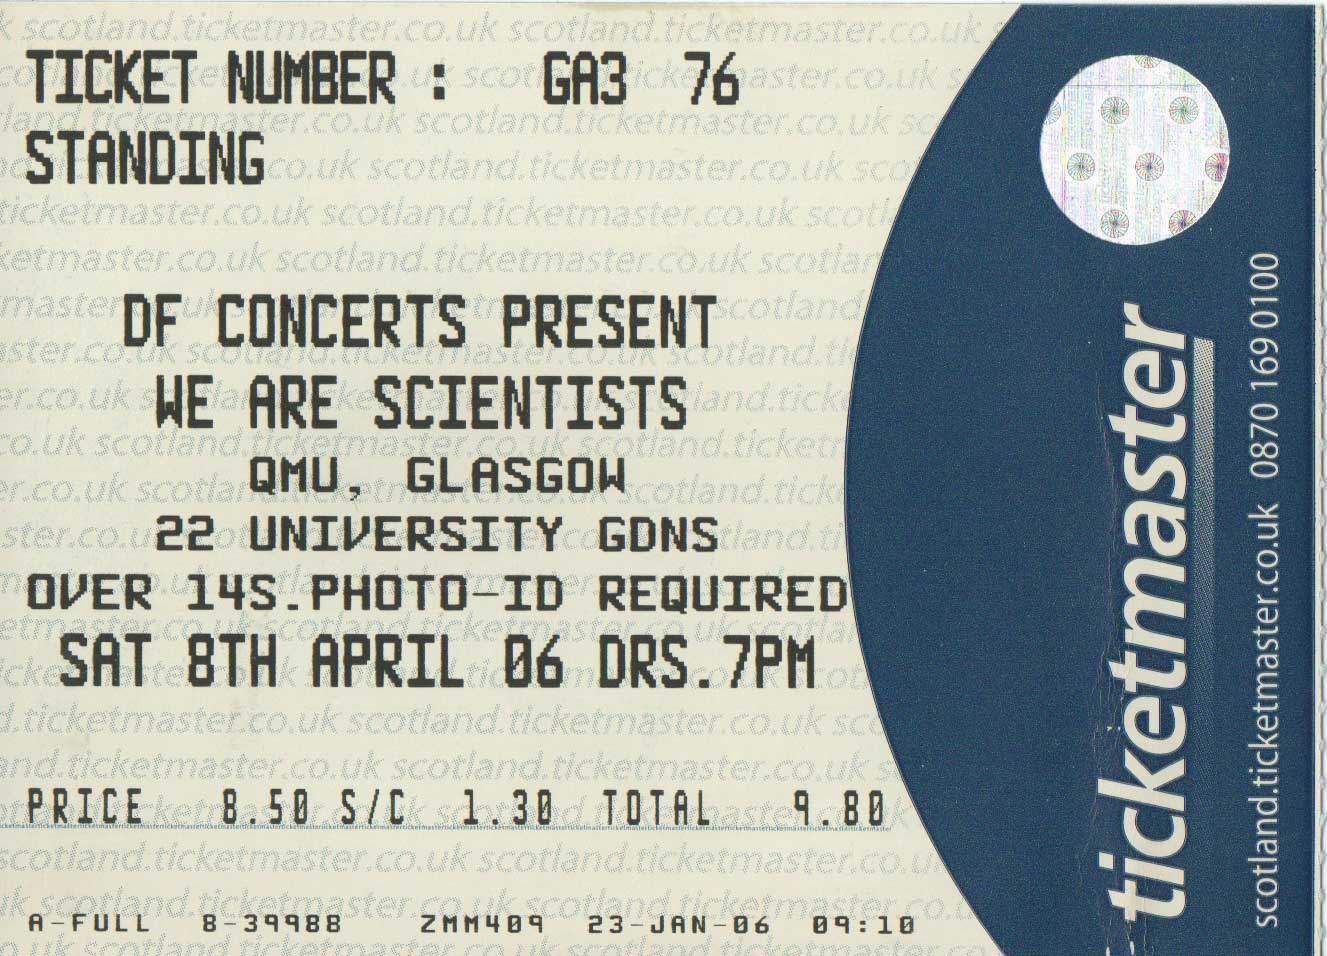 TICKET NUMBER : GA3 76
STANDING
DF CONCERTS PRESENT
WE ARE SCIENTISTS
QMU, GLASGOW
22 UNIVERSITY GDNS
OVER 14S.PHOTO-ID REQUIRED
SAT 8TH APRIL 06 DRS.7PM
PRICE 8.50 S/C 1.30 TOTAL 9.80
A-FULL 8-39988 ZMM409 23-JAN-06 09:10
ticketmaster
scotland.ticketmaster.co.uk 0870 169 0100